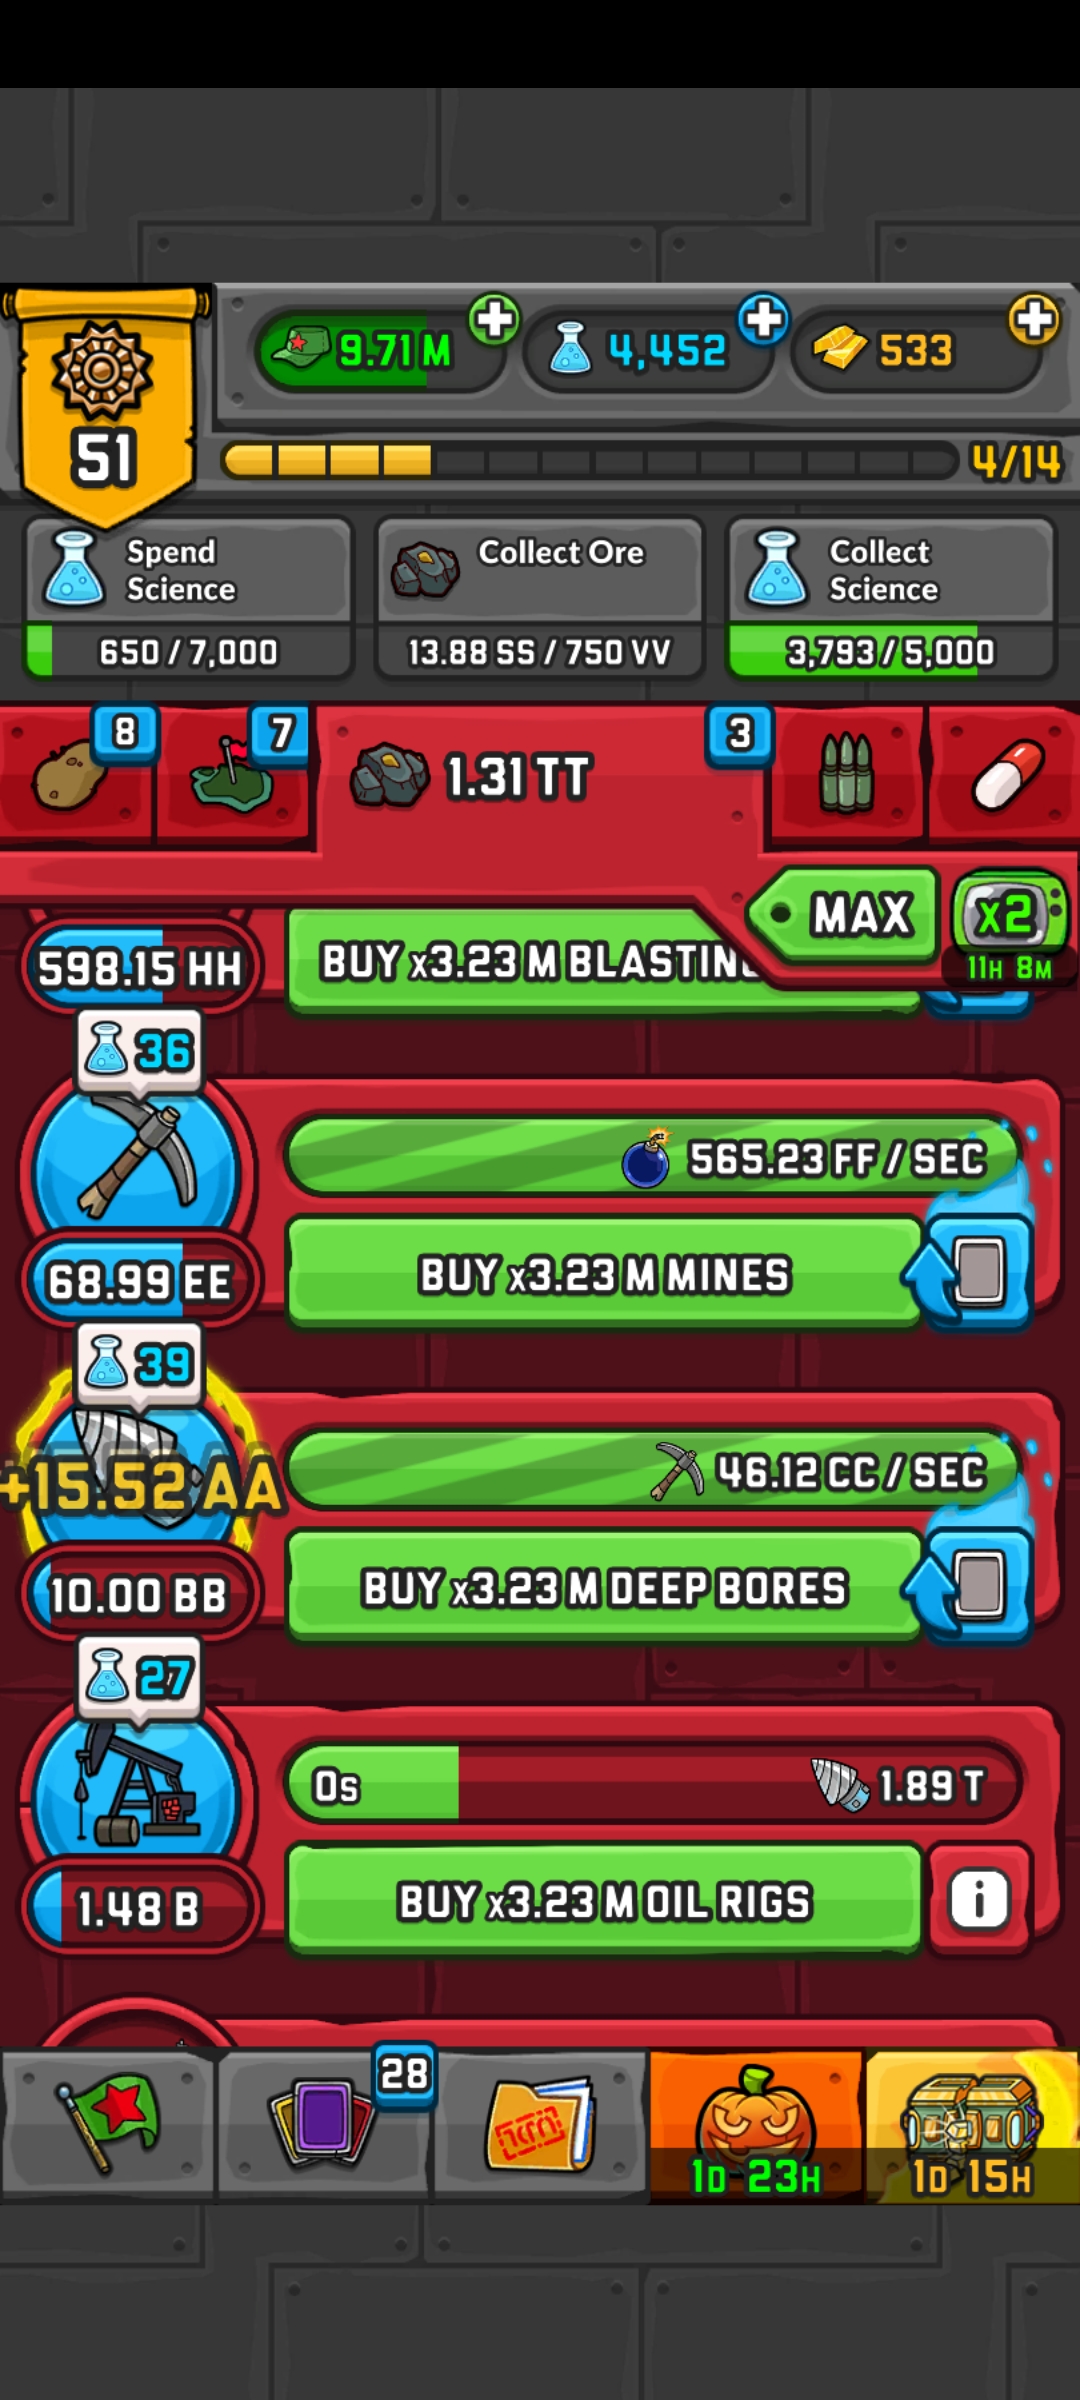 51
9.71 M
4,452
533
4/14
Spend
Science
650 / 7,000
Collect Ore
13.88 SS / 750 VV
Collect
Science
3,793 / 5,000
8
7
1.31 TT
3
MAX
x2
11H 8M
598.15 HH
BUY x3.23 M BLASTING
36
565.23 FF / SEC
68.99 EE
BUY x3.23 M MINES
39
+15.52 AA
46.12 CC / SEC
10.00 BB
BUY x3.23 M DEEP BORES
27
0s
1.89 T
1.48 B
BUY x3.23 M OIL RIGS
i
28
1D 23H
1D 15H